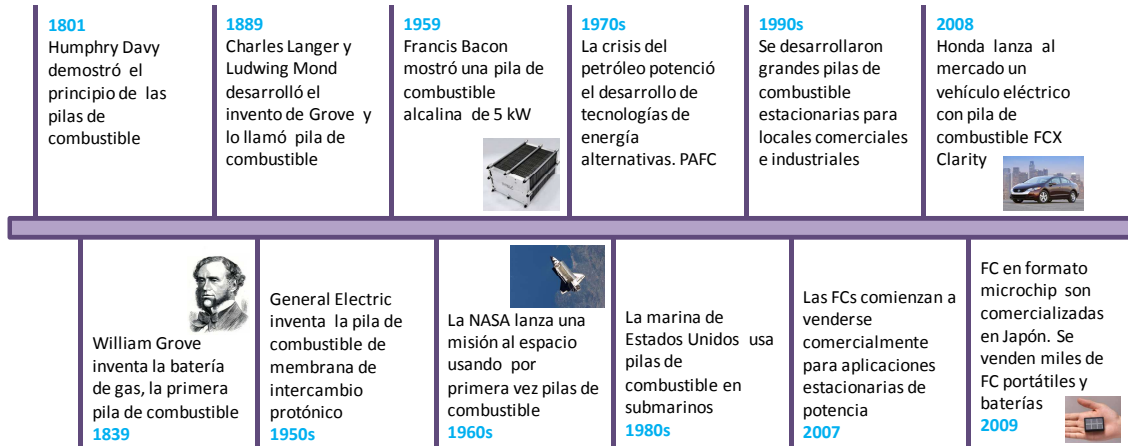 1801
Humphry Davy
demostró el
principio de las
pilas de
combustible
1889
Charles Langer y
Ludwing Mond
desarrolló el
invento de Grove y
lo llamó pila de
combustible
1959
Francis Bacon
mostró una pila de
combustible
alcalina de 5 kW
1970s
La crisis del
petróleo potenció
el desarrollo de
tecnologías de
energía
alternativas. PAFC
1990s
Se desarrollaron
grandes pilas de
combustible
estacionarias para
locales comerciales
e industriales
2008
Honda lanza al
mercado un
vehículo eléctrico
con pila de
combustible FCX
Clarity
William Grove
inventa la batería
de gas, la primera
pila de combustible
1839
General Electric
inventa la pila de
combustible de
membrana de
intercambio
protónico
1950s
La NASA lanza una
misión al espacio
usando por
primera vez pilas de
combustible
1960s
La marina de
Estados Unidos usa
pilas de
combustible en
submarinos
1980s
Las FCs comienzan a
venderse
comercialmente
para aplicaciones
estacionarias de
potencia
2007
FC en formato
microchip son
comercializadas
en Japón. Se
venden miles de
FC portátiles y
baterías
2009